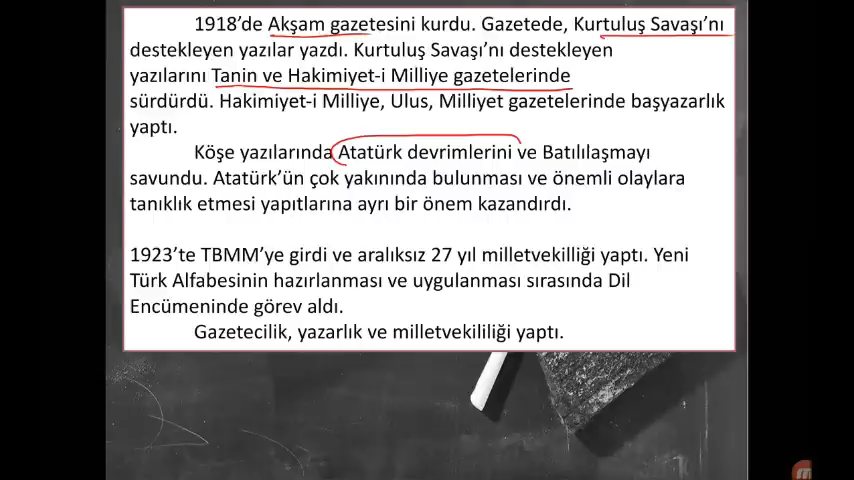 1918’de Akşam gazetesini kurdu. Gazetede, Kurtuluş Savaşı’nı
destekleyen yazılar yazdı. Kurtuluş Savaşı’nı destekleyen
yazılarını Tanin ve Hakimiyet-i Milliye gazetelerinde
sürdürdü. Hakimiyet-i Milliye, Ulus, Milliyet gazetelerinde başyazarlık
yaptı.
Köşe yazılarında Atatürk devrimlerini ve Batılılaşmayı
savundu. Atatürk’ün çok yakınında bulunması ve önemli olaylara
tanıklık etmesi yapıtlarına ayrı bir önem kazandırdı.
1923’te TBMM’ye girdi ve aralıksız 27 yıl milletvekilliği yaptı. Yeni
Türk Alfabesinin hazırlanması ve uygulanması sırasında Dil
Encümeninde görev aldı.
Gazetecilik, yazarlık ve milletvekililiği yaptı.